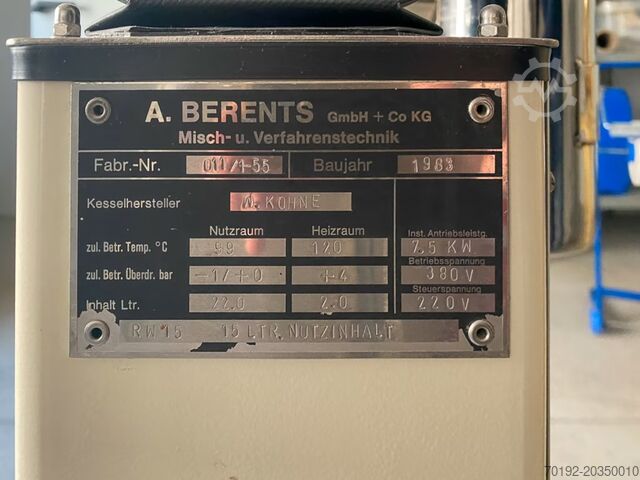 A. BERENTS GmbH + Co KG
Misch- u. Verfahrenstechnik
Fabr.-Nr. 011/1-55 Baujahr 1983
Kesselhersteller W. KOHNE
Nutzraum Heizraum Inst. Antriebsleistg.
zul. Betr. Temp. °C 99 120 7,5 KW
Betriebsspannung
zul. Betr. Überdr. bar -1/+0 +4 380 V
Steuerspannung
Inhalt Ltr. 22.0 2.0 220 V
RW 15 15 LTR. NUTZINHALT
70192-20350010